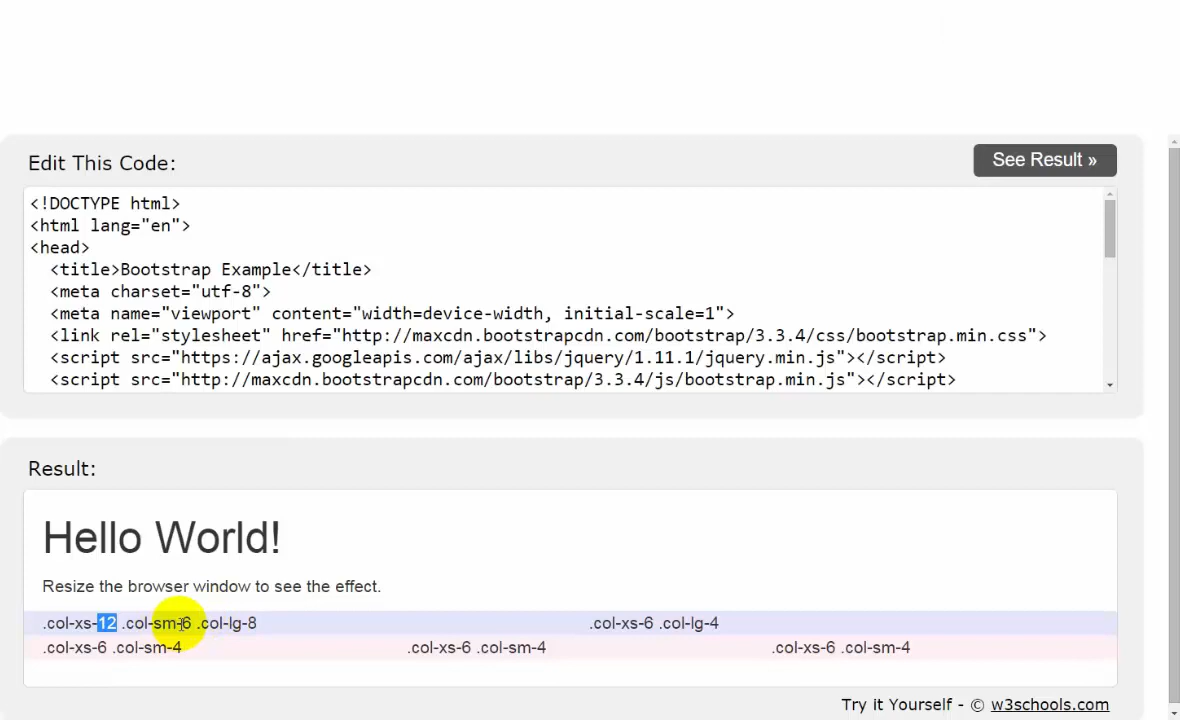 Edit This Code:
See Result »
<!DOCTYPE html>
<html lang="en">
<head>
<title>Bootstrap Example</title>
<meta charset="utf-8">
<meta name="viewport" content="width=device-width, initial-scale=1">
<link rel="stylesheet" href="http://maxcdn.bootstrapcdn.com/bootstrap/3.3.4/css/bootstrap.min.css">
<script src="https://ajax.googleapis.com/ajax/libs/jquery/1.11.1/jquery.min.js"></script>
<script src="http://maxcdn.bootstrapcdn.com/bootstrap/3.3.4/js/bootstrap.min.js"></script>
Result:
Hello World!
Resize the browser window to see the effect.
.col-xs-12 .col-sm-6 .col-lg-8 .col-xs-6 .col-lg-4
.col-xs-6 .col-sm-4 .col-xs-6 .col-sm-4 .col-xs-6 .col-sm-4
Try it Yourself - © w3schools.com